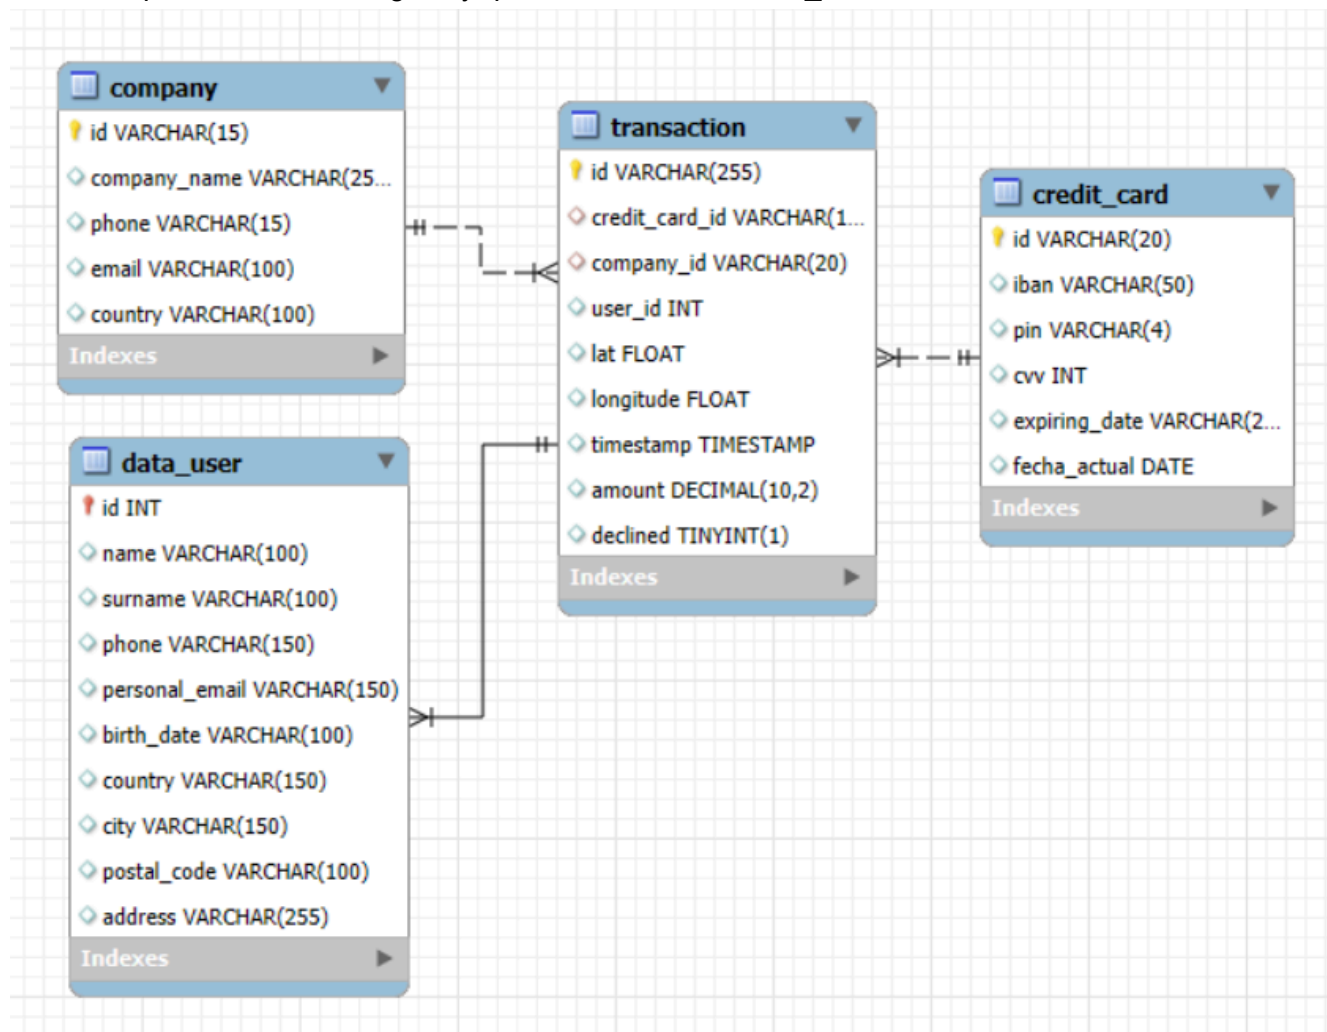 company
id VARCHAR(15)
company_name VARCHAR(25...
phone VARCHAR(15)
email VARCHAR(100)
country VARCHAR(100)
Indexes
transaction
id VARCHAR(255)
credit_card_id VARCHAR(1...
company_id VARCHAR(20)
user_id INT
lat FLOAT
longitude FLOAT
timestamp TIMESTAMP
amount DECIMAL(10,2)
declined TINYINT(1)
Indexes
credit_card
id VARCHAR(20)
iban VARCHAR(50)
pin VARCHAR(4)
cvv INT
expiring_date VARCHAR(2...
fecha_actual DATE
Indexes
data_user
id INT
name VARCHAR(100)
surname VARCHAR(100)
phone VARCHAR(150)
personal_email VARCHAR(150)
birth_date VARCHAR(100)
country VARCHAR(150)
city VARCHAR(150)
postal_code VARCHAR(100)
address VARCHAR(255)
Indexes